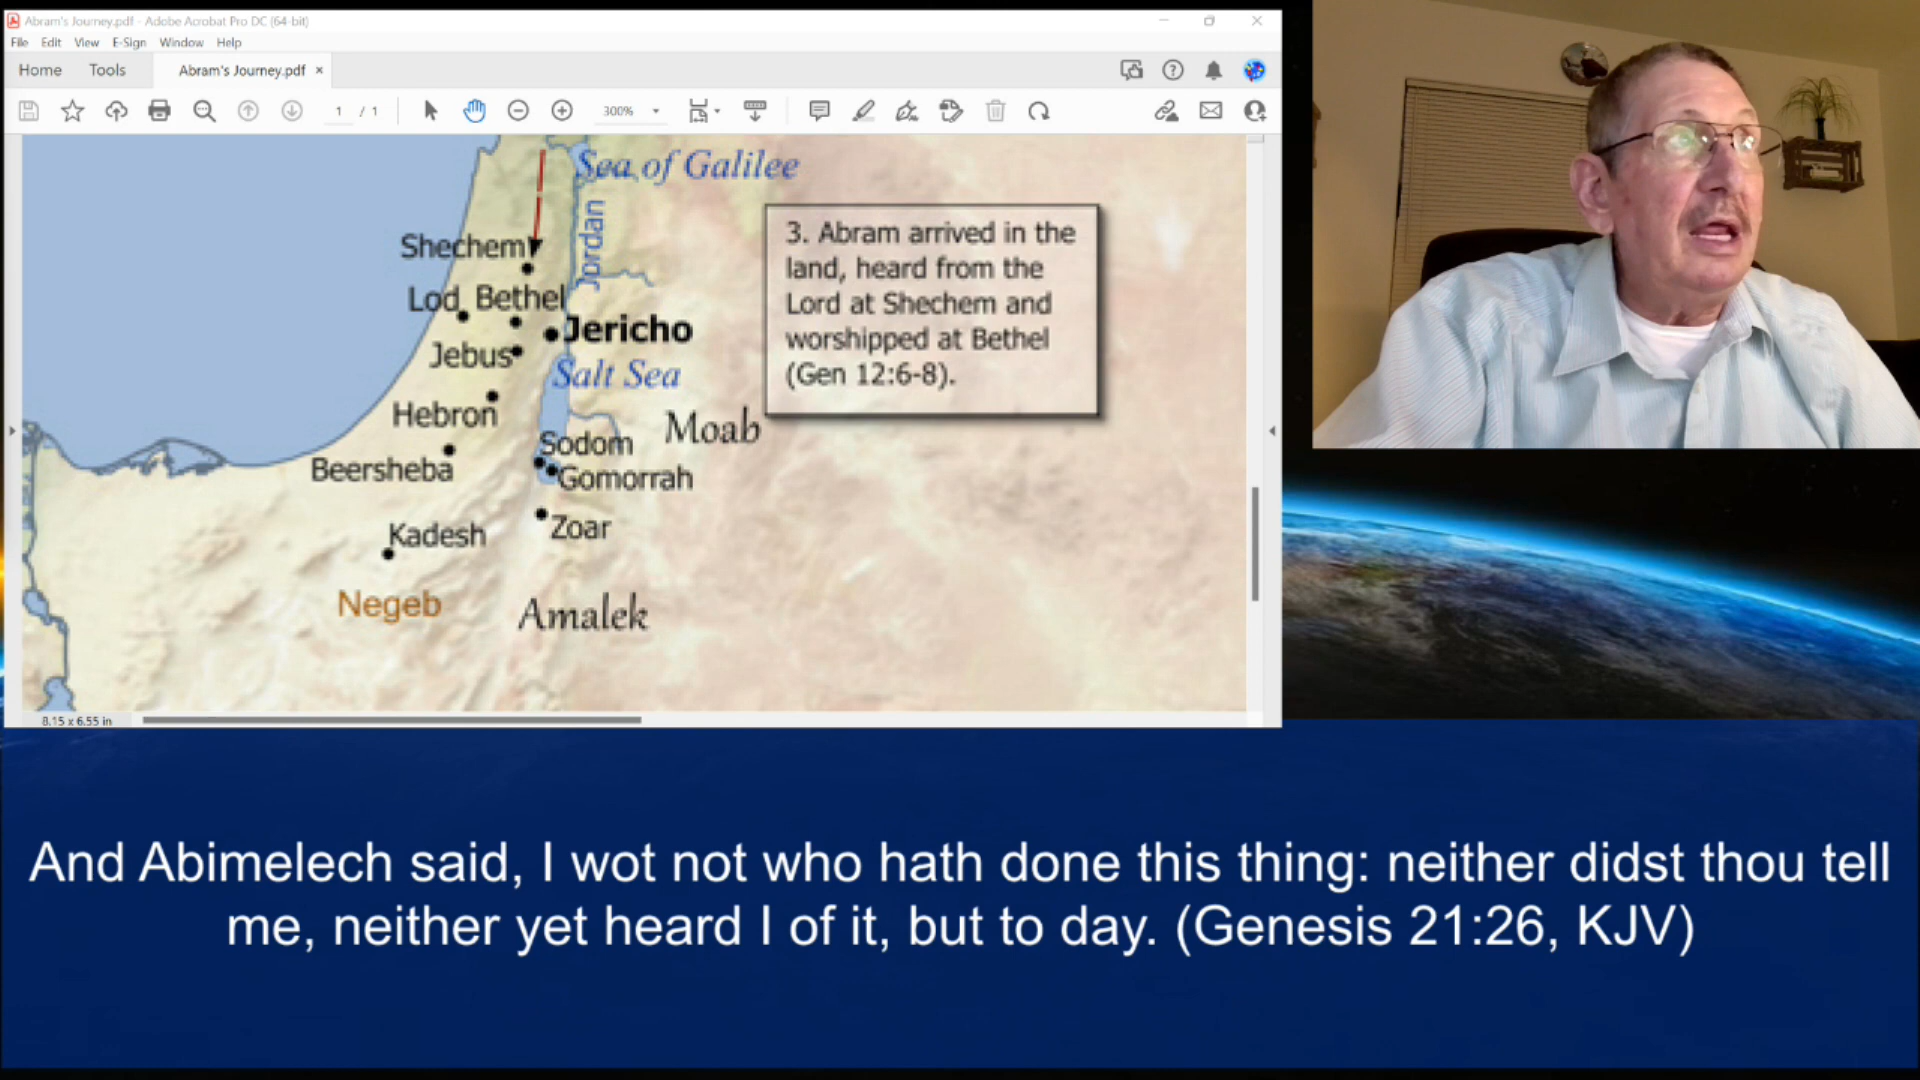 Abram's Journey.pdf - Adobe Acrobat Pro DC (64-bit)
File Edit View E-Sign Window Help
Home Tools Abram's Journey.pdf ×
1 / 1 300%
Sea of Galilee
Jordan
Shechem
Lod Bethel
Jericho
Jebus
Salt Sea
Hebron
Moab
Sodom
Beersheba
Gomorrah
Zoar
Kadesh
Negeb
Amalek
3. Abram arrived in the
land, heard from the
Lord at Shechem and
worshipped at Bethel
(Gen 12:6-8).
8.15 x 6.55 in
And Abimelech said, I wot not who hath done this thing: neither didst thou tell
me, neither yet heard I of it, but to day. (Genesis 21:26, KJV)